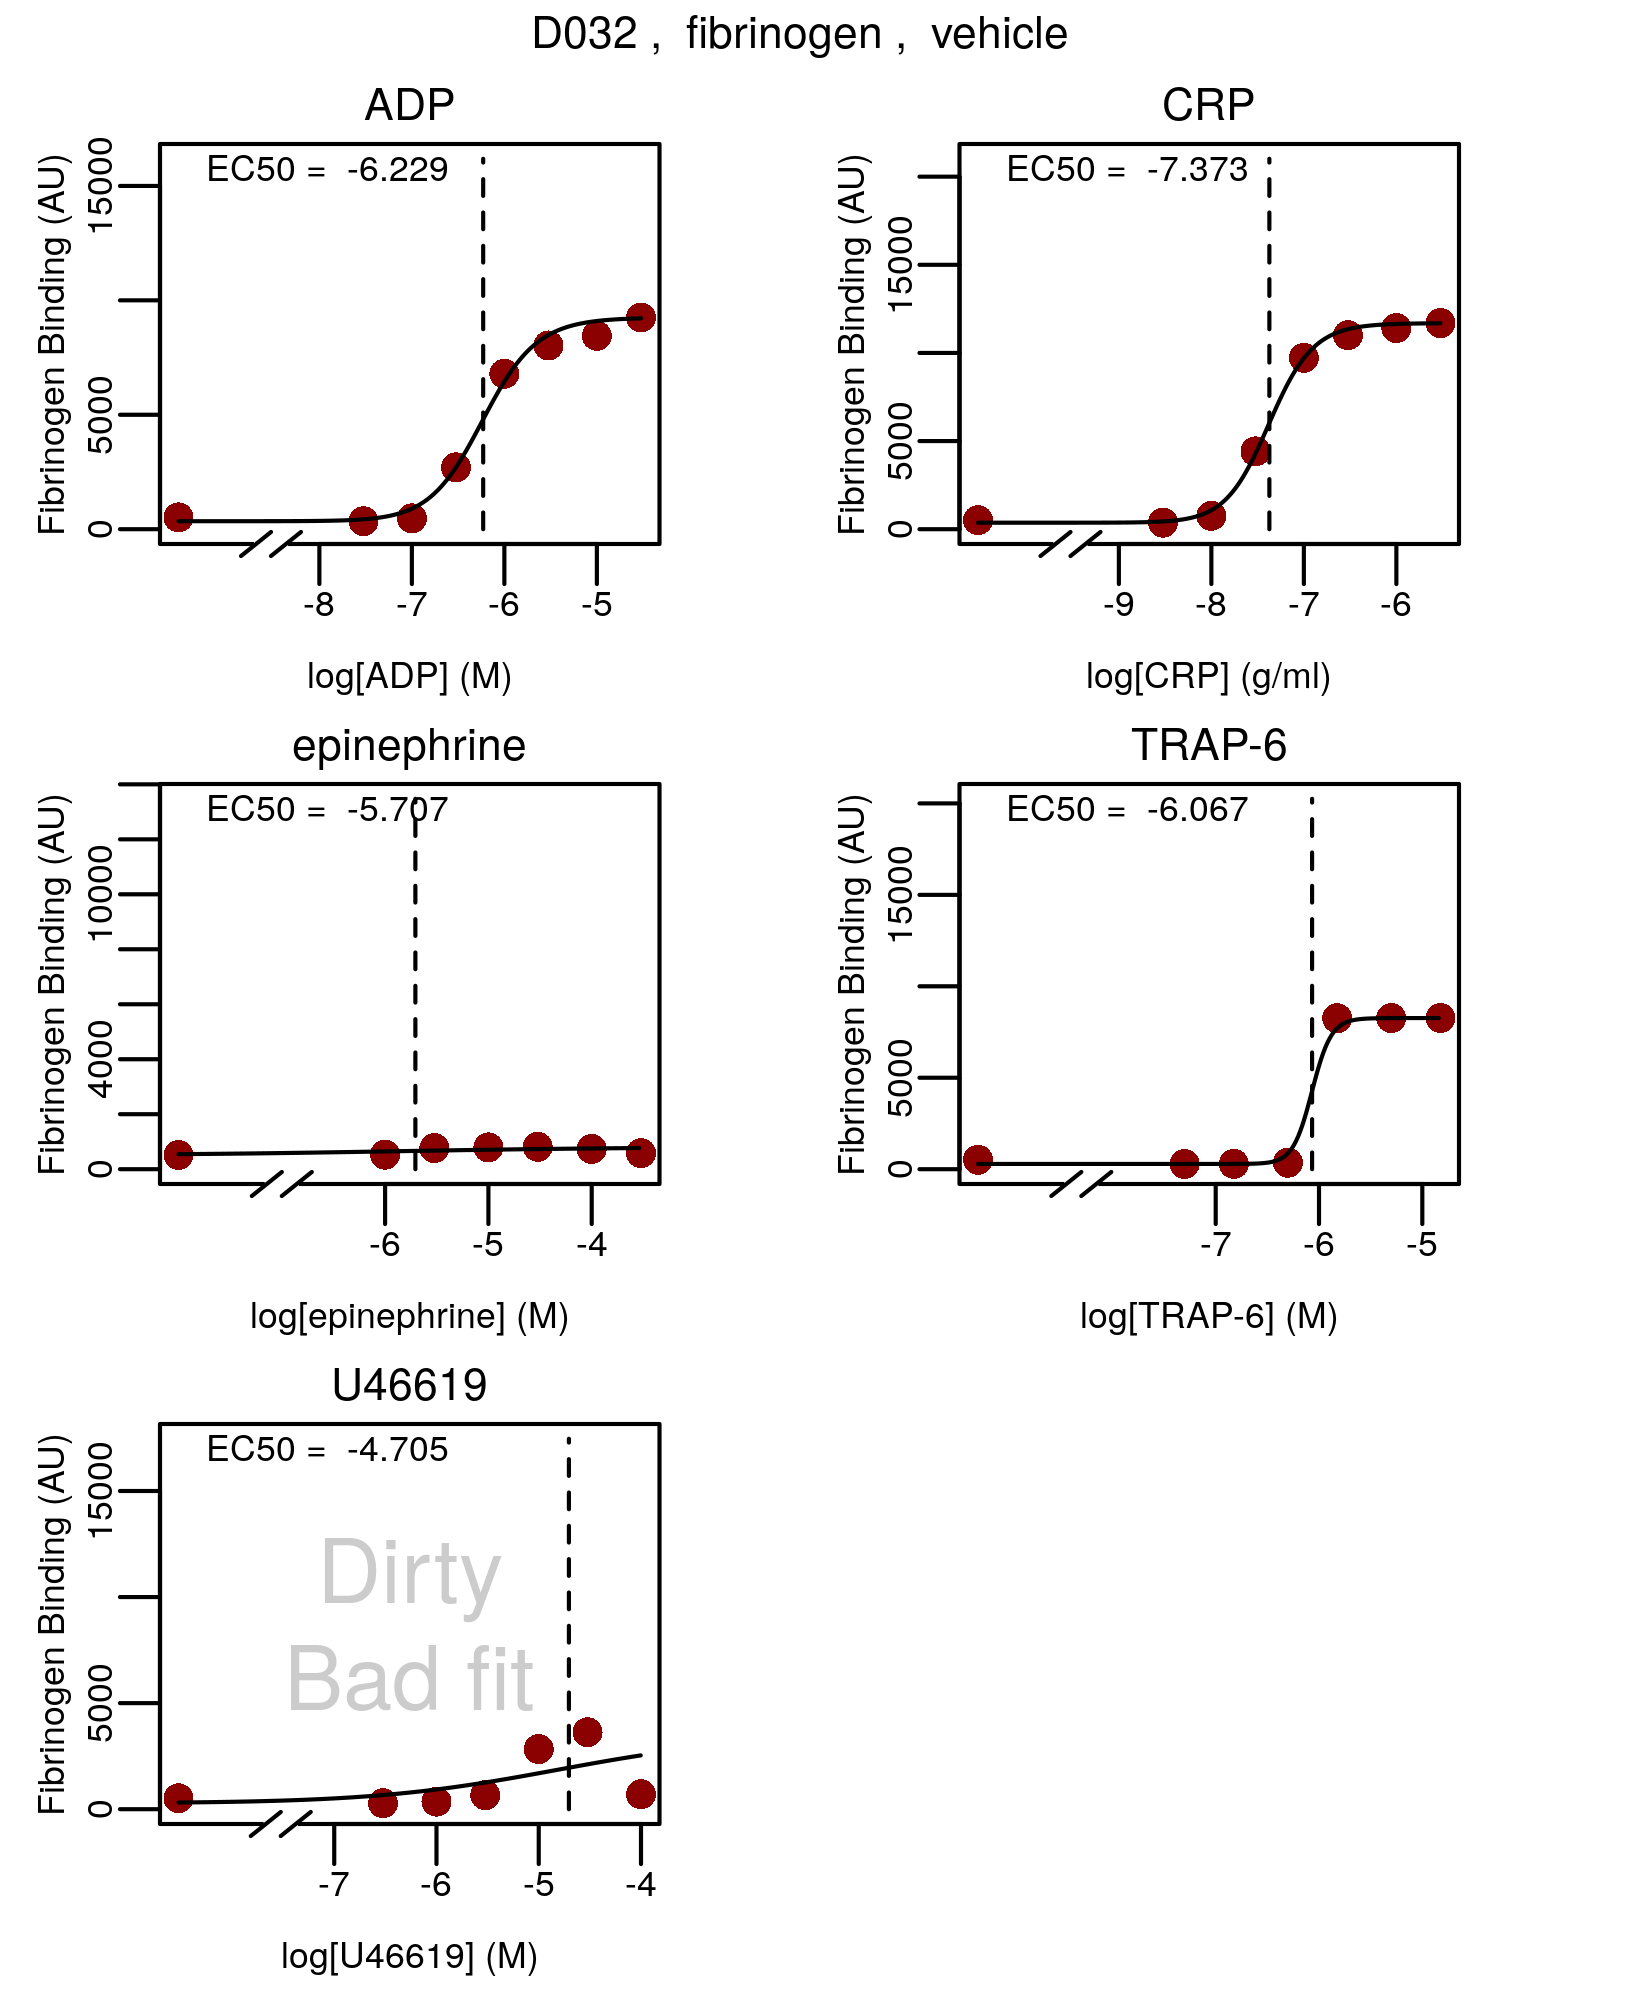 D032 , fibrinogen , vehicle
ADP
EC50 = -6.229
Fibrinogen Binding (AU)
0 5000 15000
-8 -7 -6 -5
log[ADP] (M)
CRP
EC50 = -7.373
Fibrinogen Binding (AU)
0 5000 15000
-9 -8 -7 -6
log[CRP] (g/ml)
epinephrine
EC50 = -5.707
Fibrinogen Binding (AU)
0 4000 10000
-6 -5 -4
log[epinephrine] (M)
TRAP-6
EC50 = -6.067
Fibrinogen Binding (AU)
0 5000 15000
-7 -6 -5
log[TRAP-6] (M)
U46619
EC50 = -4.705
Dirty
Bad fit
Fibrinogen Binding (AU)
0 5000 15000
-7 -6 -5 -4
log[U46619] (M)